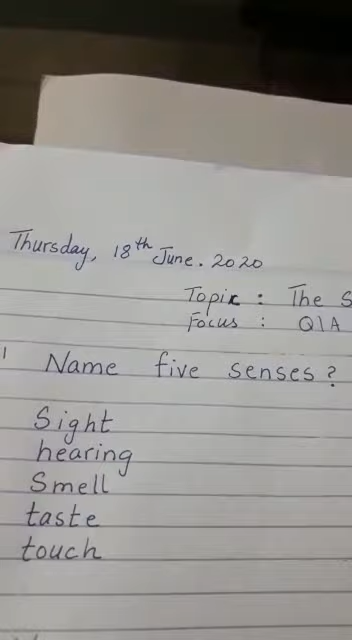 Thursday, 18th June. 2020
Topic : The
Focus : Q/A
1 Name five senses?
Sight
hearing
Smell
taste
touch